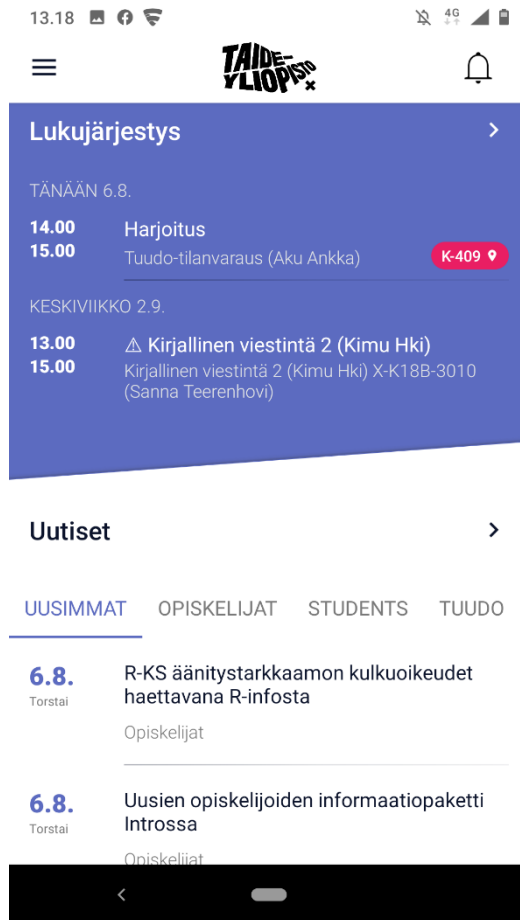 13.18
4G
TAIDE-
YLIOPISTO
x
Lukujärjestys
TÄNÄÄN 6.8.
14.00 Harjoitus
15.00 Tuudo-tilanvaraus (Aku Ankka) K-409
KESKIVIIKKO 2.9.
13.00 ⚠ Kirjallinen viestintä 2 (Kimu Hki)
15.00 Kirjallinen viestintä 2 (Kimu Hki) X-K18B-3010
(Sanna Teerenhovi)
Uutiset
UUSIMMAT OPISKELIJAT STUDENTS TUUDO
6.8. R-KS äänitystarkkaamon kulkuoikeudet
Torstai haettavana R-infosta
Opiskelijat
6.8. Uusien opiskelijoiden informaatiopaketti
Torstai Introssa
Opiskelijat